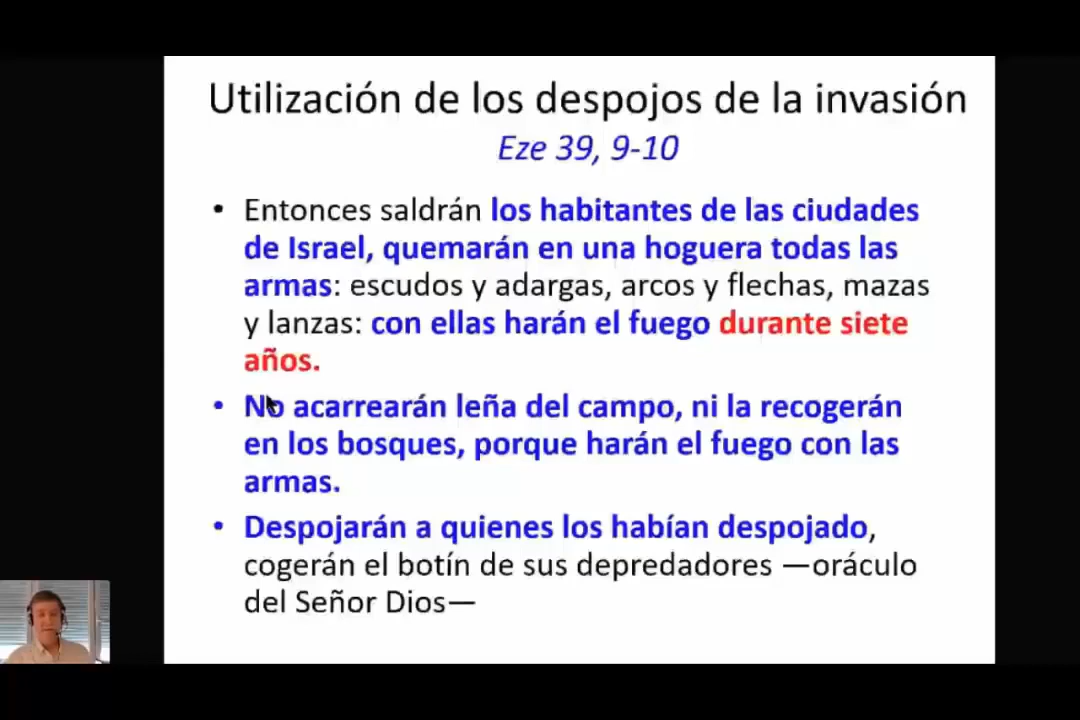 Utilización de los despojos de la invasión
Eze 39, 9-10
• Entonces saldrán los habitantes de las ciudades
de Israel, quemarán en una hoguera todas las
armas: escudos y adargas, arcos y flechas, mazas
y lanzas: con ellas harán el fuego durante siete
años.
• No acarrearán leña del campo, ni la recogerán
en los bosques, porque harán el fuego con las
armas.
• Despojarán a quienes los habían despojado,
cogerán el botín de sus depredadores —oráculo
del Señor Dios—